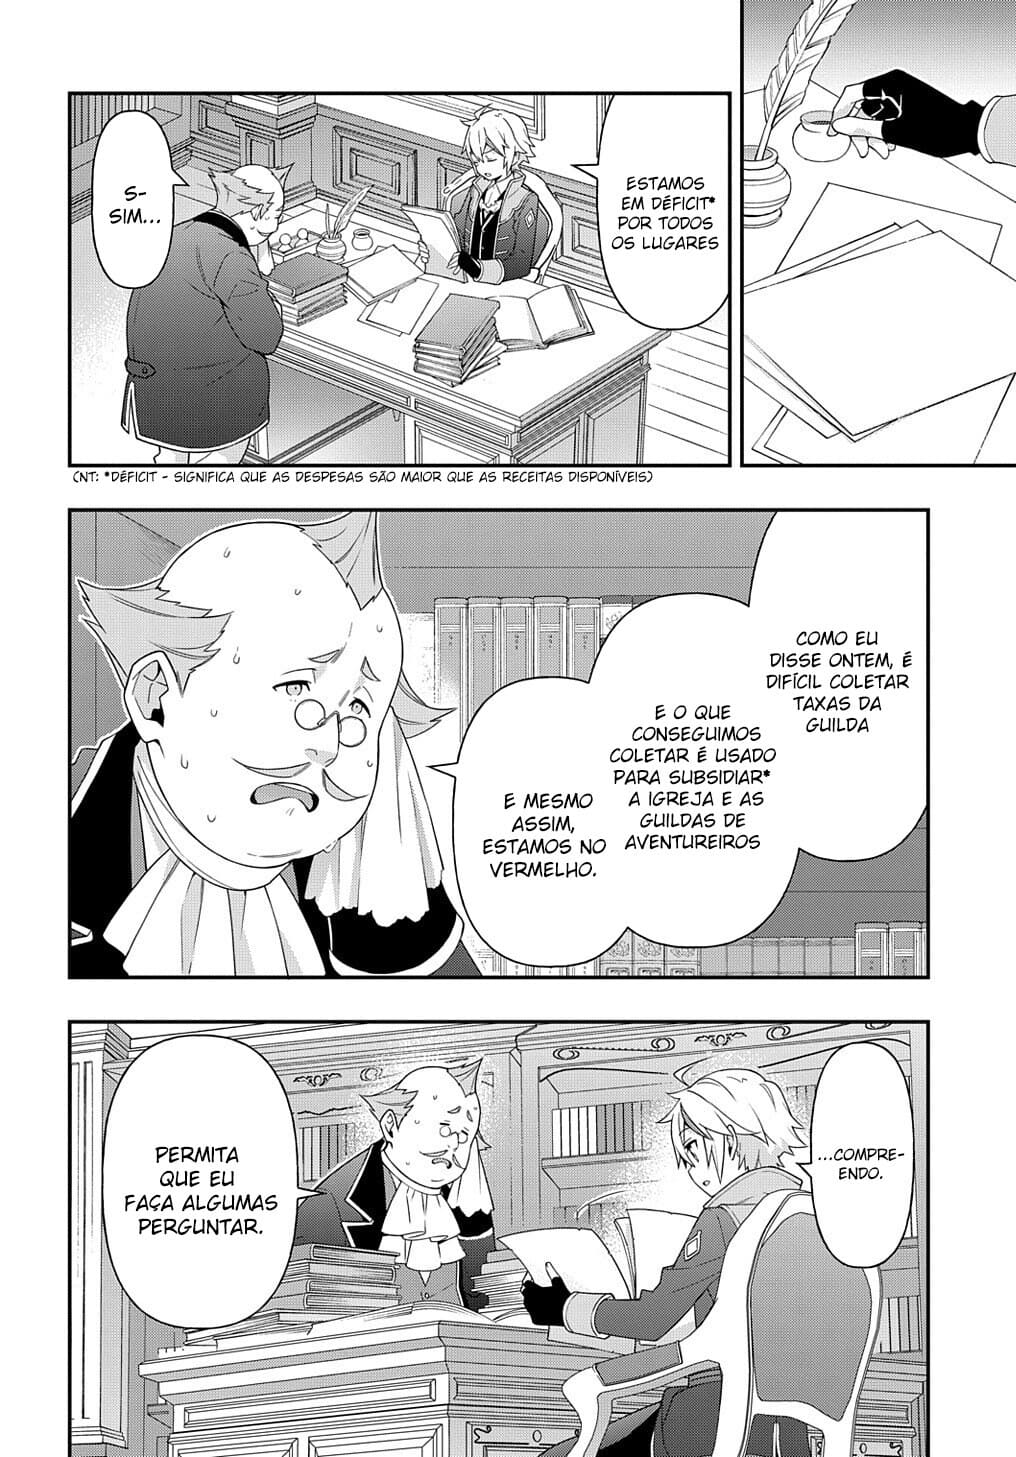 ESTAMOS
EM DÉFICIT*
POR TODOS
OS LUGARES
S-
SIM...
(NT: *DÉFICIT - SIGNIFICA QUE AS DESPESAS SÃO MAIOR QUE AS RECEITAS DISPONÍVEIS)
COMO EU
DISSE ONTEM, É
DIFÍCIL COLETAR
TAXAS DA
GUILDA
E O QUE
CONSEGUIMOS
COLETAR É USADO
PARA SUBSIDIAR*
A IGREJA E AS
GUILDAS DE
AVENTUREIROS
E MESMO
ASSIM,
ESTAMOS NO
VERMELHO.
...COMPRE-
ENDO.
PERMITA
QUE EU
FAÇA ALGUMAS
PERGUNTAR.